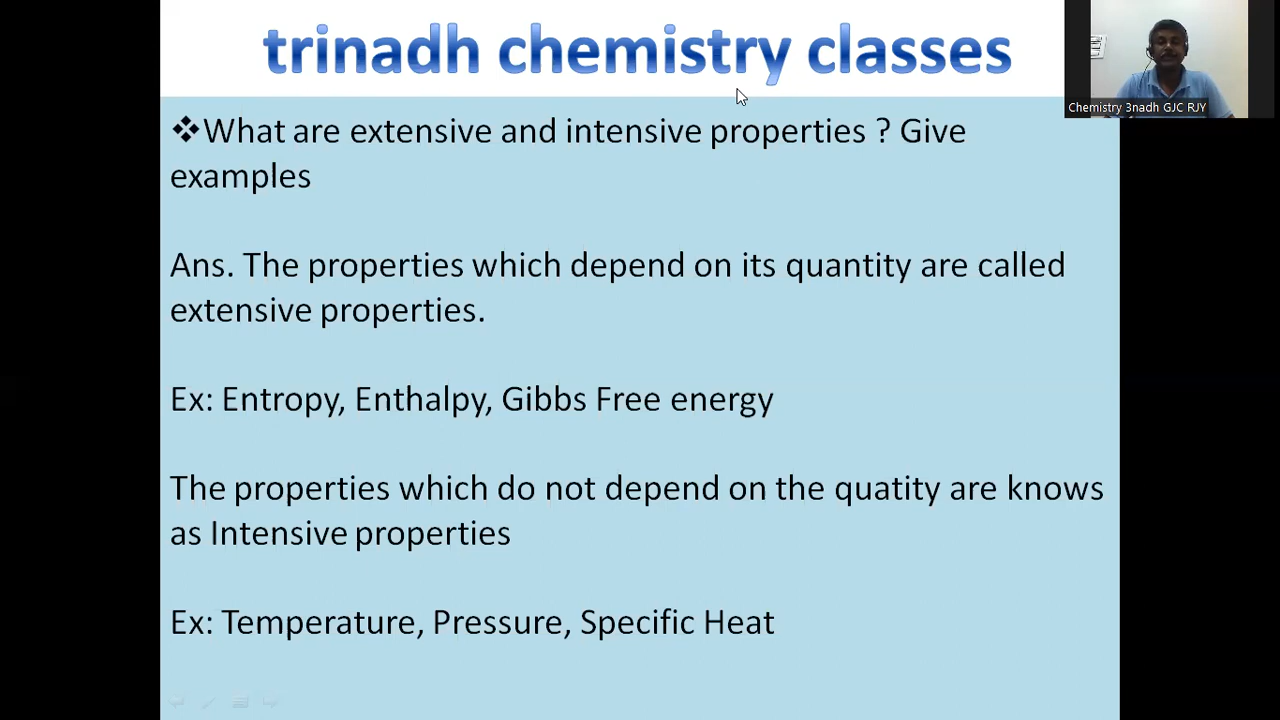 trinadh chemistry classes
Chemistry 3nadh GJC RJY
❖What are extensive and intensive properties ? Give
examples
Ans. The properties which depend on its quantity are called
extensive properties.
Ex: Entropy, Enthalpy, Gibbs Free energy
The properties which do not depend on the quatity are knows
as Intensive properties
Ex: Temperature, Pressure, Specific Heat